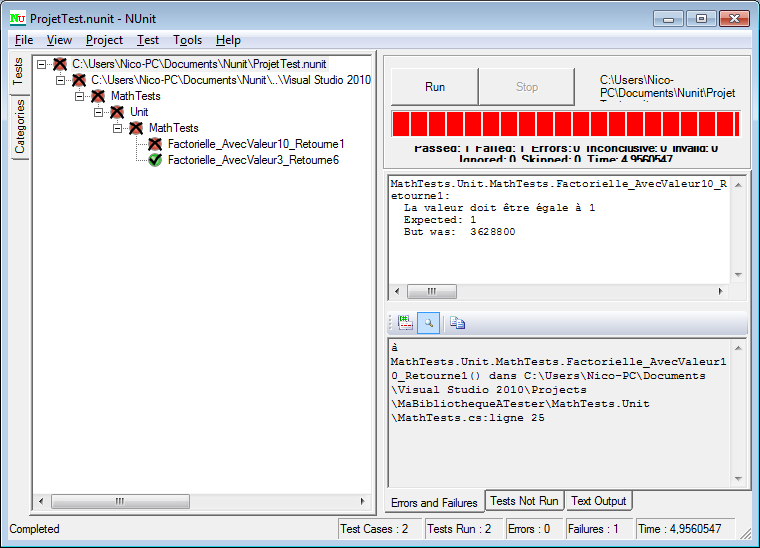 ProjetTest.nunit - NUnit
File View Project Test Tools Help
Tests
Categories
C:\Users\Nico-PC\Documents\Nunit\ProjetTest.nunit
C:\Users\Nico-PC\Documents\Nunit\..\Visual Studio 2010
MathTests
Unit
MathTests
Factorielle_AvecValeur10_Retourne1
Factorielle_AvecValeur3_Retourne6
Run
Stop
C:\Users\Nico-
PC\Documents\Nunit\Projet
Passed: 1 Failed: 1 Errors: 0 Inconclusive: 0 Invalid: 0
Ignored: 0 Skipped: 0 Time: 4,9560547
MathTests.Unit.MathTests.Factorielle_AvecValeur10_R
etourne1:
La valeur doit être égale à 1
Expected: 1
But was: 3628800
à
MathTests.Unit.MathTests.Factorielle_AvecValeur1
0_Retourne1() dans C:\Users\Nico-PC\Documents
\Visual Studio 2010\Projects
\MaBibliothequeATester\MathTests.Unit
\MathTests.cs:ligne 25
Errors and Failures
Tests Not Run
Text Output
Completed
Test Cases : 2
Tests Run : 2
Errors : 0
Failures : 1
Time : 4,9560547